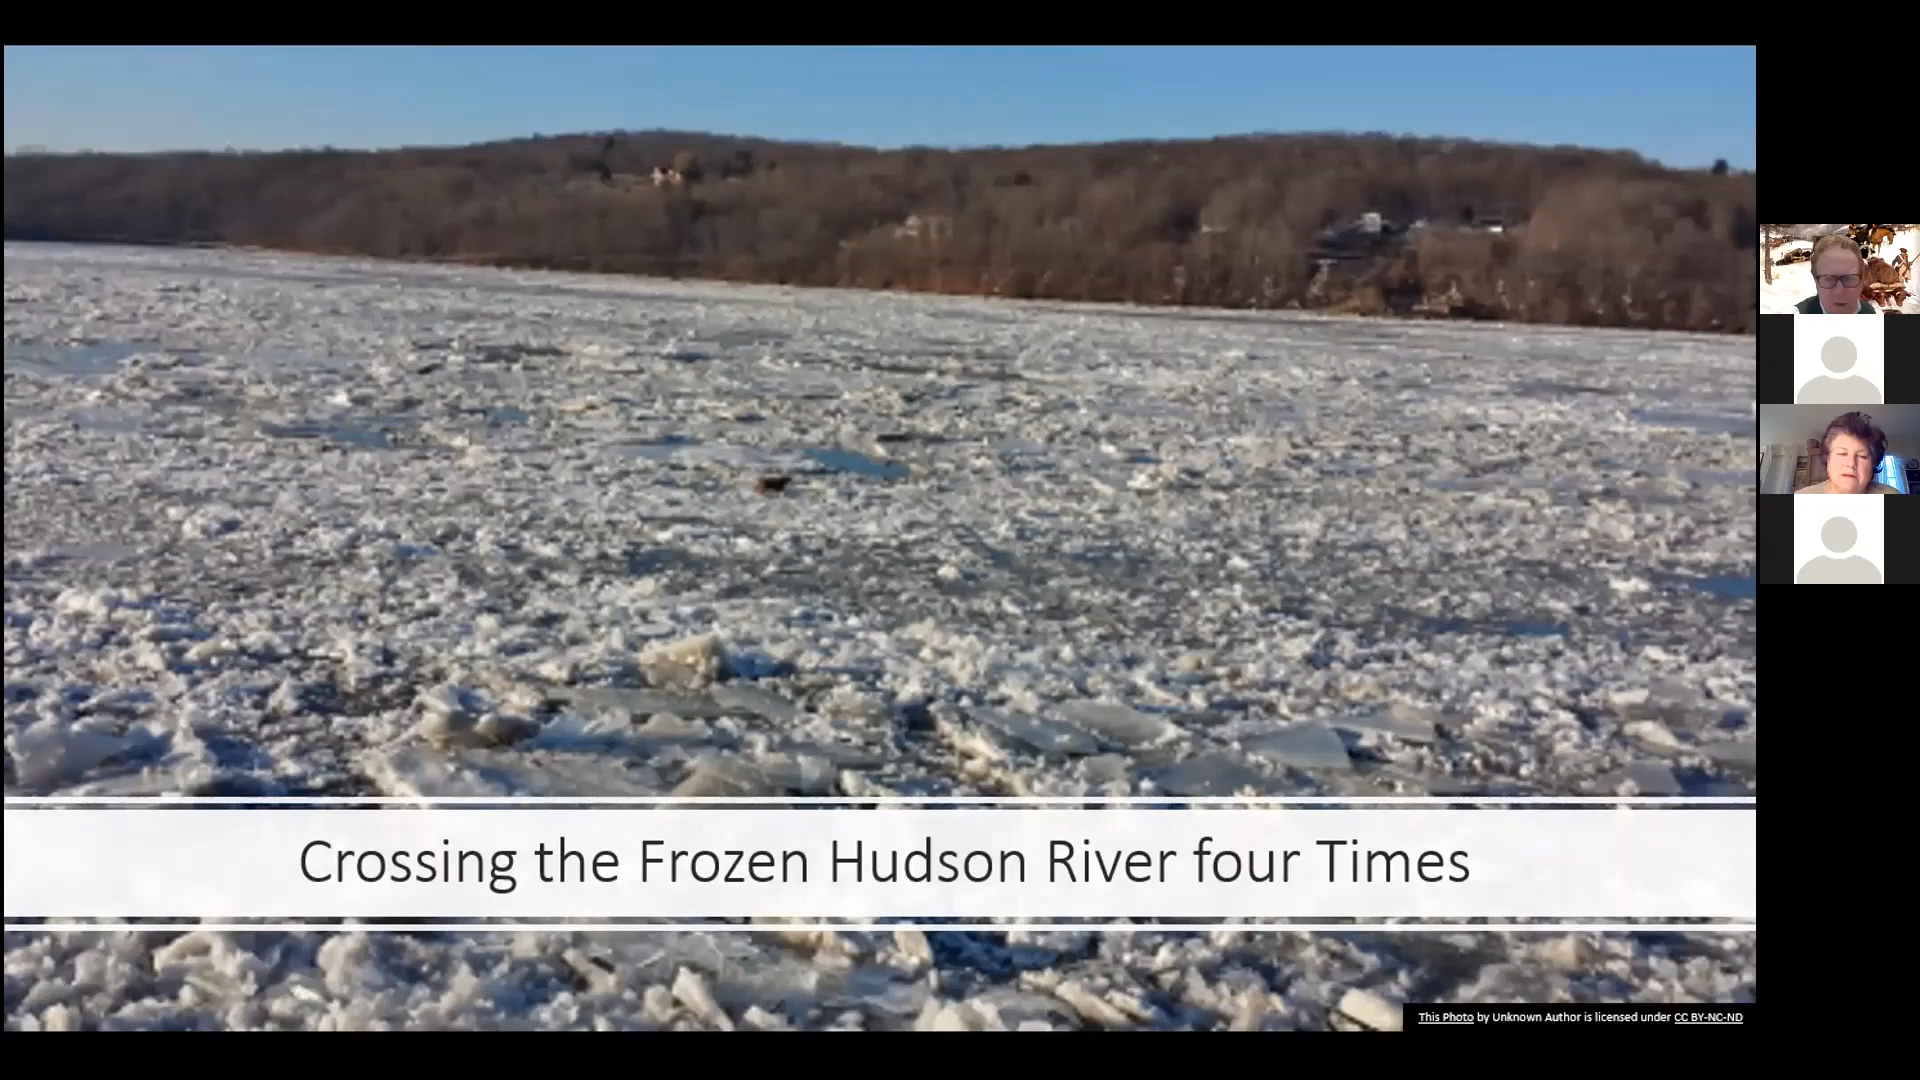 Crossing the Frozen Hudson River four Times
This Photo by Unknown Author is licensed under CC BY-NC-ND